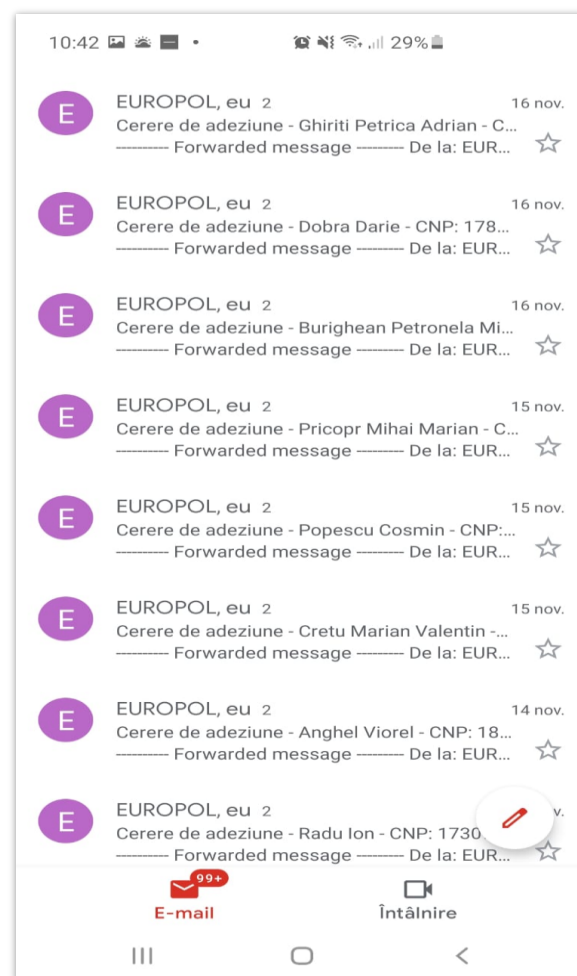 10:42 29%
E
EUROPOL, eu 2 16 nov.
Cerere de adeziune - Ghiriti Petrica Adrian - C...
---------- Forwarded message --------- De la: EUR...
E
EUROPOL, eu 2 16 nov.
Cerere de adeziune - Dobra Darie - CNP: 178...
---------- Forwarded message --------- De la: EUR...
E
EUROPOL, eu 2 16 nov.
Cerere de adeziune - Burighean Petronela Mi...
---------- Forwarded message --------- De la: EUR...
E
EUROPOL, eu 2 15 nov.
Cerere de adeziune - Pricopr Mihai Marian - C...
---------- Forwarded message --------- De la: EUR...
E
EUROPOL, eu 2 15 nov.
Cerere de adeziune - Popescu Cosmin - CNP:...
---------- Forwarded message --------- De la: EUR...
E
EUROPOL, eu 2 15 nov.
Cerere de adeziune - Cretu Marian Valentin -...
---------- Forwarded message --------- De la: EUR...
E
EUROPOL, eu 2 14 nov.
Cerere de adeziune - Anghel Viorel - CNP: 18...
---------- Forwarded message --------- De la: EUR...
E
EUROPOL, eu 2
Cerere de adeziune - Radu Ion - CNP: 1730
---------- Forwarded message --------- De la: EUR...
99+
E-mail Întâlnire